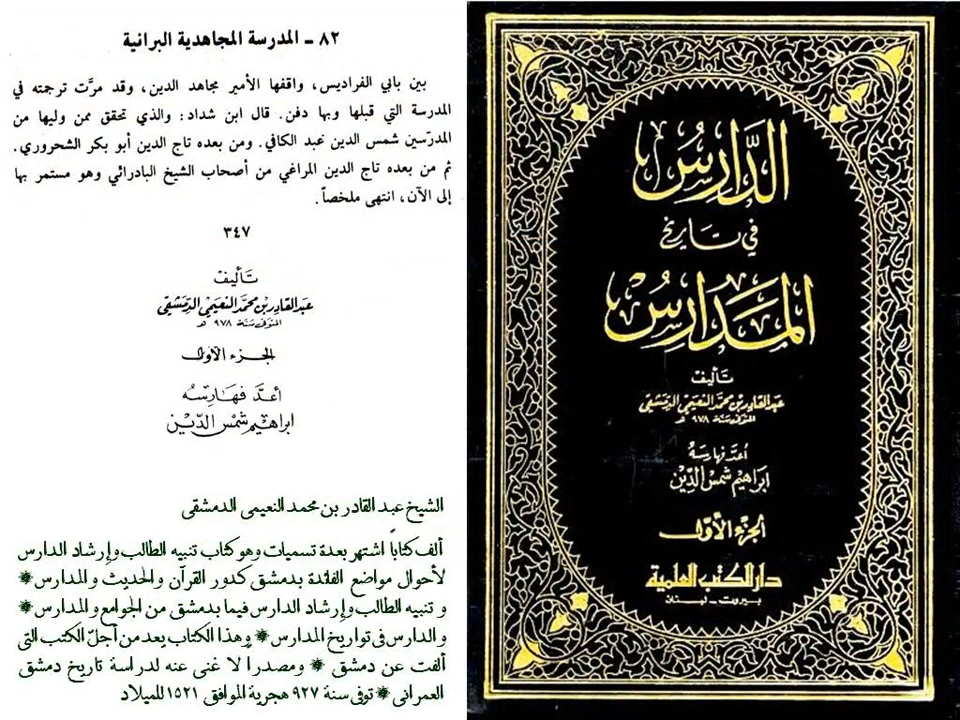 ٨٢ - المدرسة المجاهدية البرانية
بين بابي الفراديس، واقفها الأمير مجاهد الدين، وقد مرَّت ترجمته في
المدرسة التي قبلها وبها دفن. قال ابن شداد: والذي تحقق ممن وليها من
المدرّسين شمس الدين عبد الكافي. ومن بعده تاج الدين أبو بكر الشحروري.
ثم من بعده تاج الدين المراغي من أصحاب الشيخ البادرائي وهو مستمر بها
إلى الآن، انتهى ملخصاً.
٣٤٧
تأليف
عبد القادر بن محمد النعيمي الدمشقي
المتوفى سنة ٩٧٨ هـ
الجزء الأول
أعدَّ فهارسه
ابراهيم شمس الدّين
الشيخ عبد القادر بن محمد النعيمى الدمشقى
ألف كتاباً اشتهر بعدة تسميات وهو كتاب تنبيه الطالب وإرشاد الدارس
لأحوال مواضع الفائدة بدمشق كدور القرآن والحديث والمدارس *
و تنبيه الطالب وإرشاد الدارس فيما بدمشق من الجوامع والمدارس *
والدارس فى تواريخ المدارس * وهذا الكتاب يعد من أجلّ الكتب التى
ألفت عن دمشق * ومصدرا لا غنى عنه لدراسة تاريخ دمشق
العمرانى * توفى سنة ٩٢٧ هجرية الموافق ١٥٢١ للميلاد
الدَّارس
في تاريخ
المدارس
تأليف
عبد القادر بن محمد النعيمي الدمشقي
المتوفى سنة ٩٧٨ هـ
أعدَّ فهارسه
ابراهيم شمس الدّين
الجزء الأوّل
دار الكتب العلمية
بيروت - لبنان